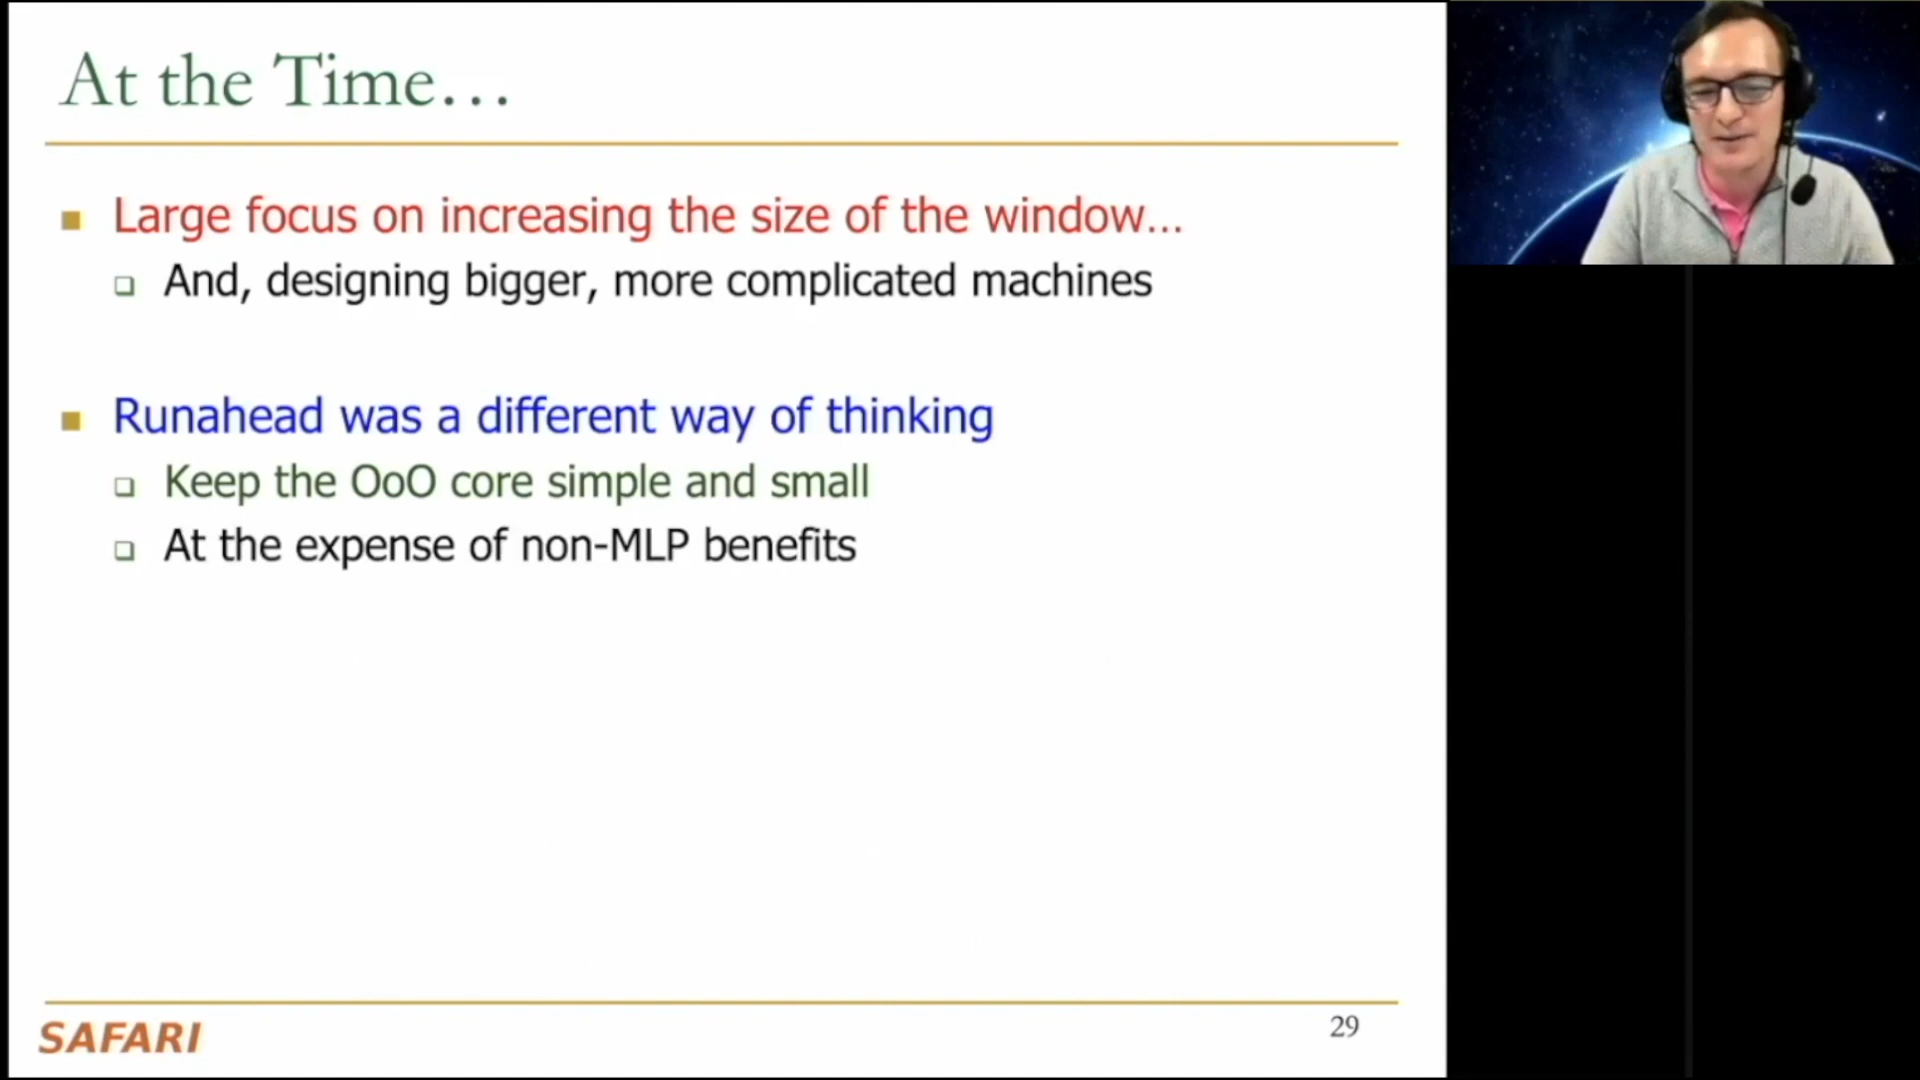 At the Time…
Large focus on increasing the size of the window…
And, designing bigger, more complicated machines
Runahead was a different way of thinking
Keep the OoO core simple and small
At the expense of non-MLP benefits
SAFARI
29